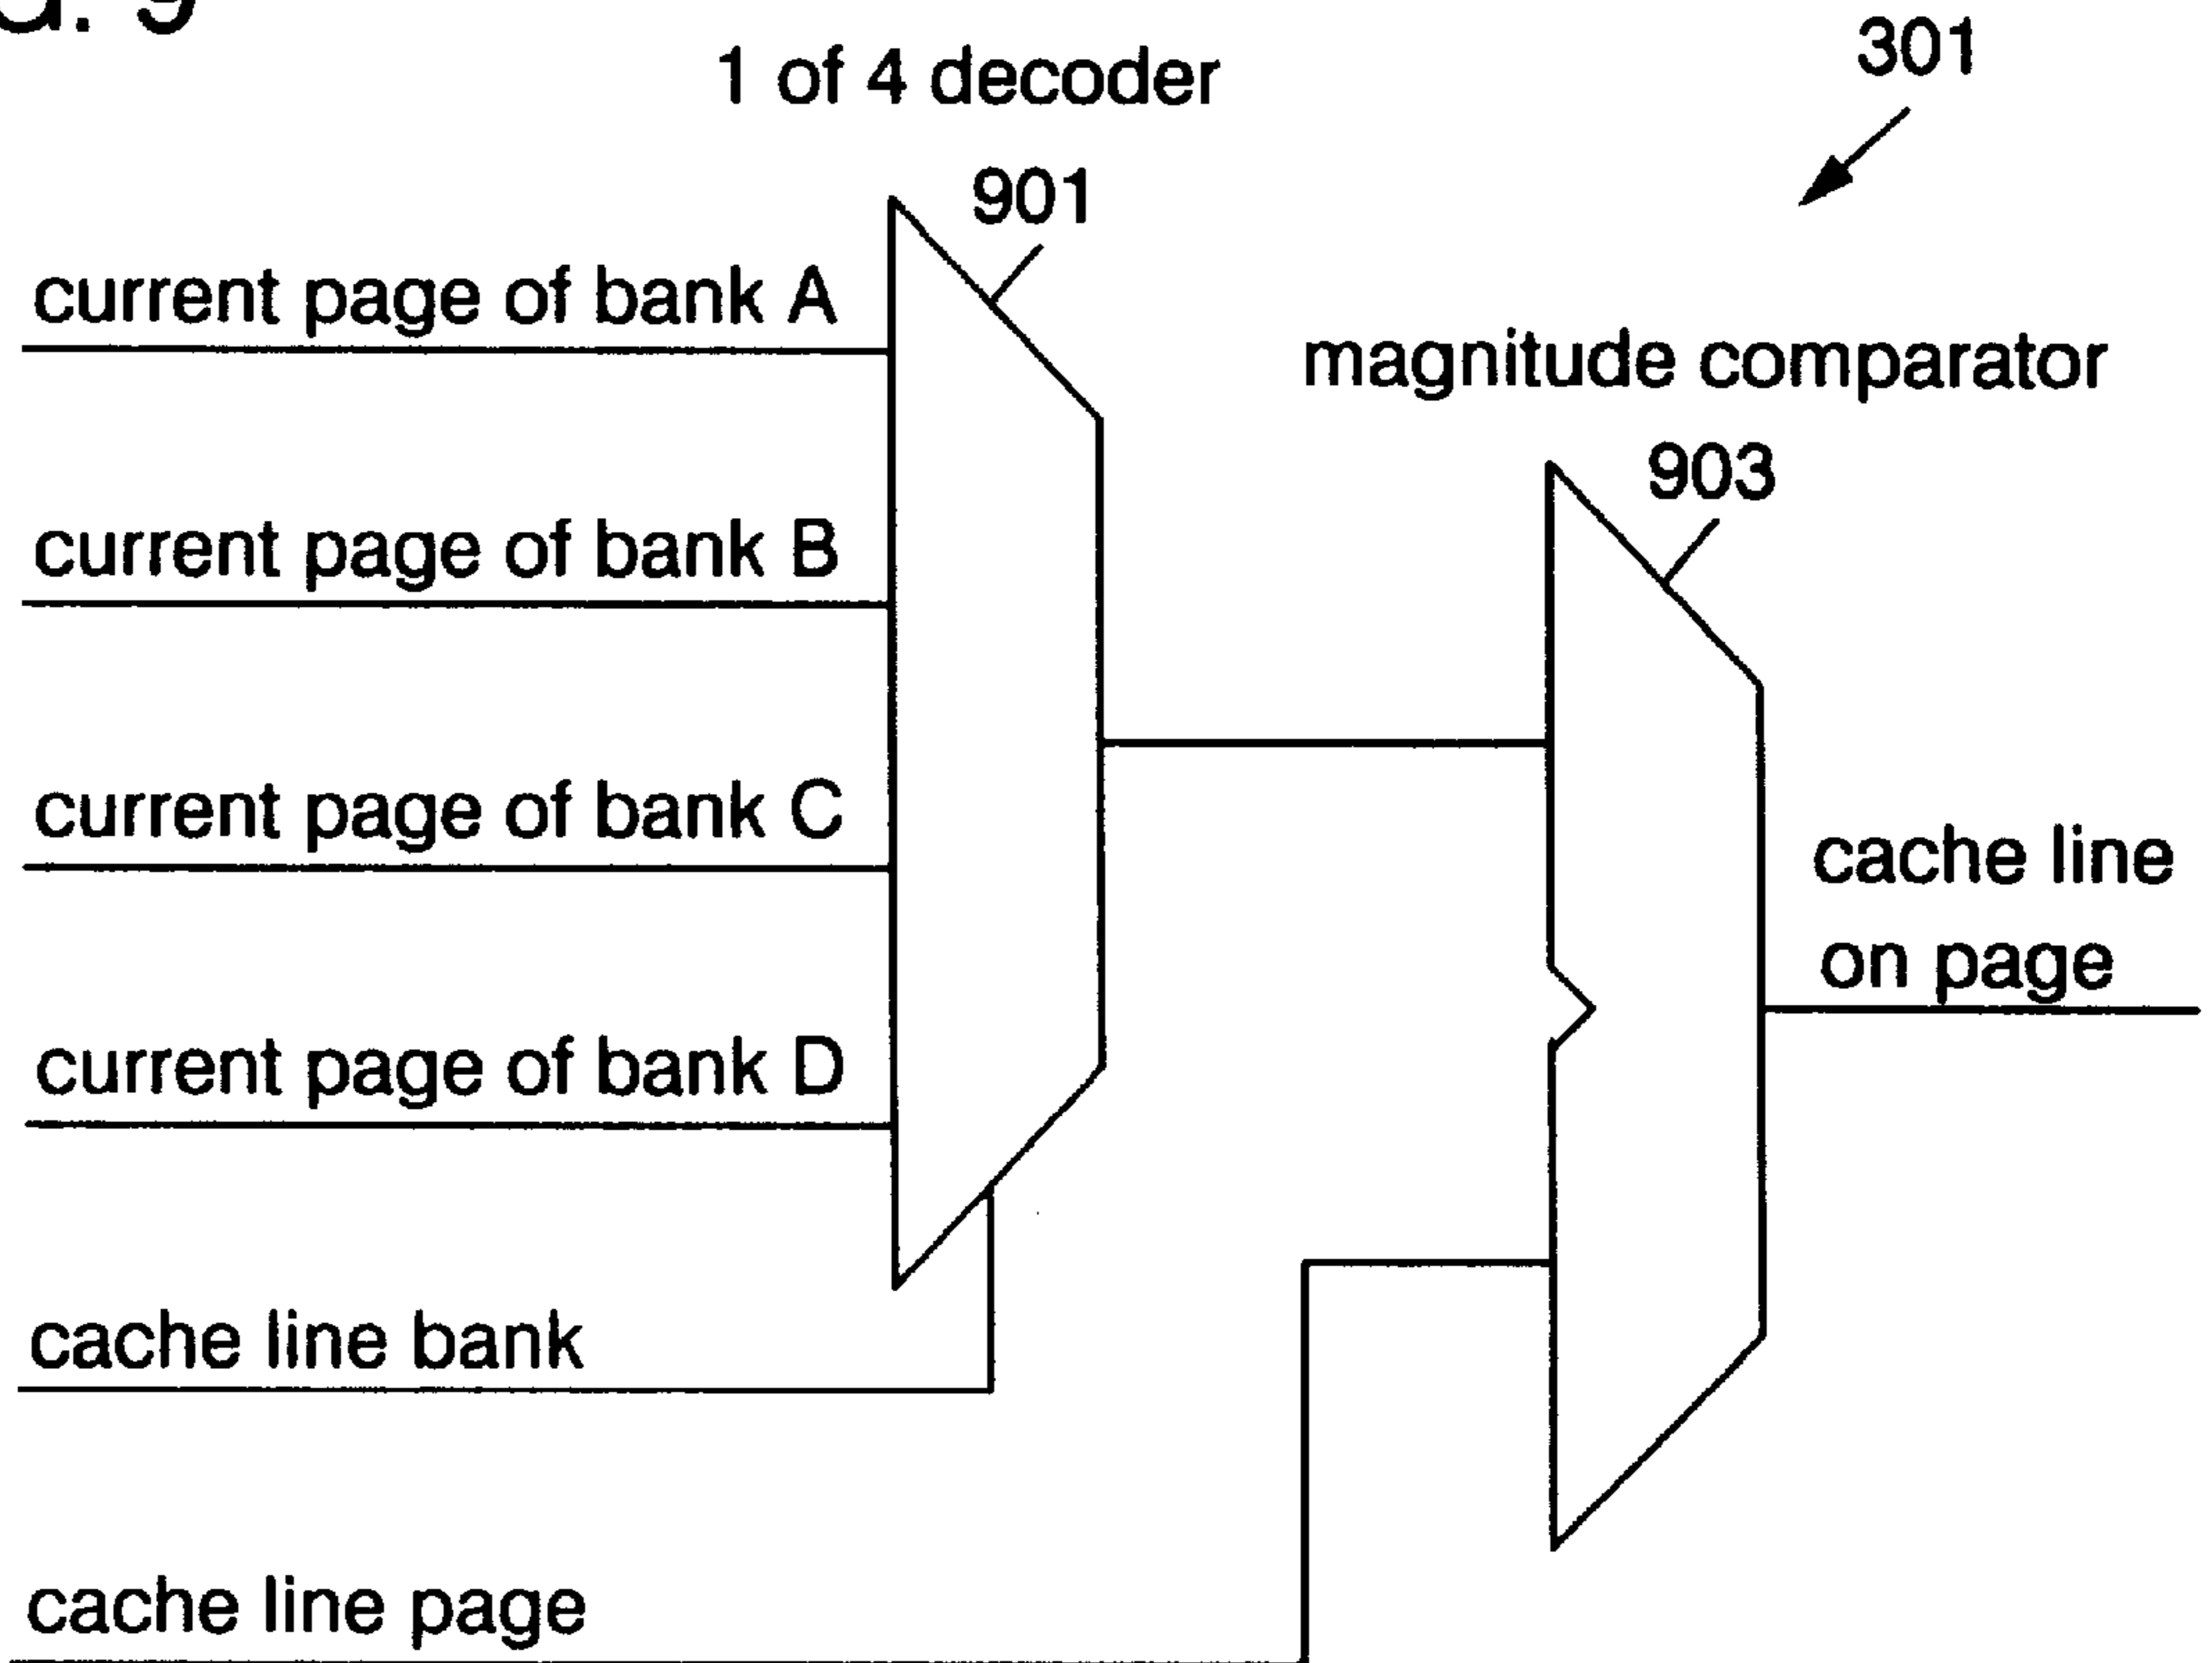 G. 9
1 of 4 decoder
301
901
current page of bank A
magnitude comparator
903
current page of bank B
current page of bank C
cache line
on page
current page of bank D
cache line bank
cache line page